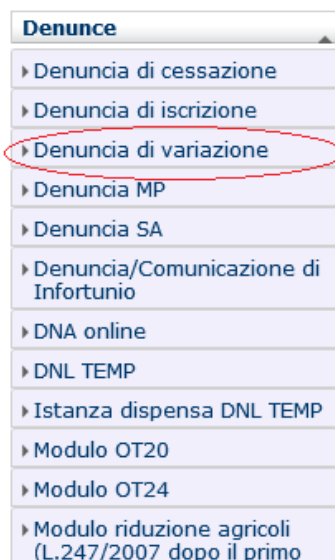 Denunce
Denuncia di cessazione
Denuncia di iscrizione
Denuncia di variazione
Denuncia MP
Denuncia SA
Denuncia/Comunicazione di
Infortunio
DNA online
DNL TEMP
Istanza dispensa DNL TEMP
Modulo OT20
Modulo OT24
Modulo riduzione agricoli
(L.247/2007 dopo il primo